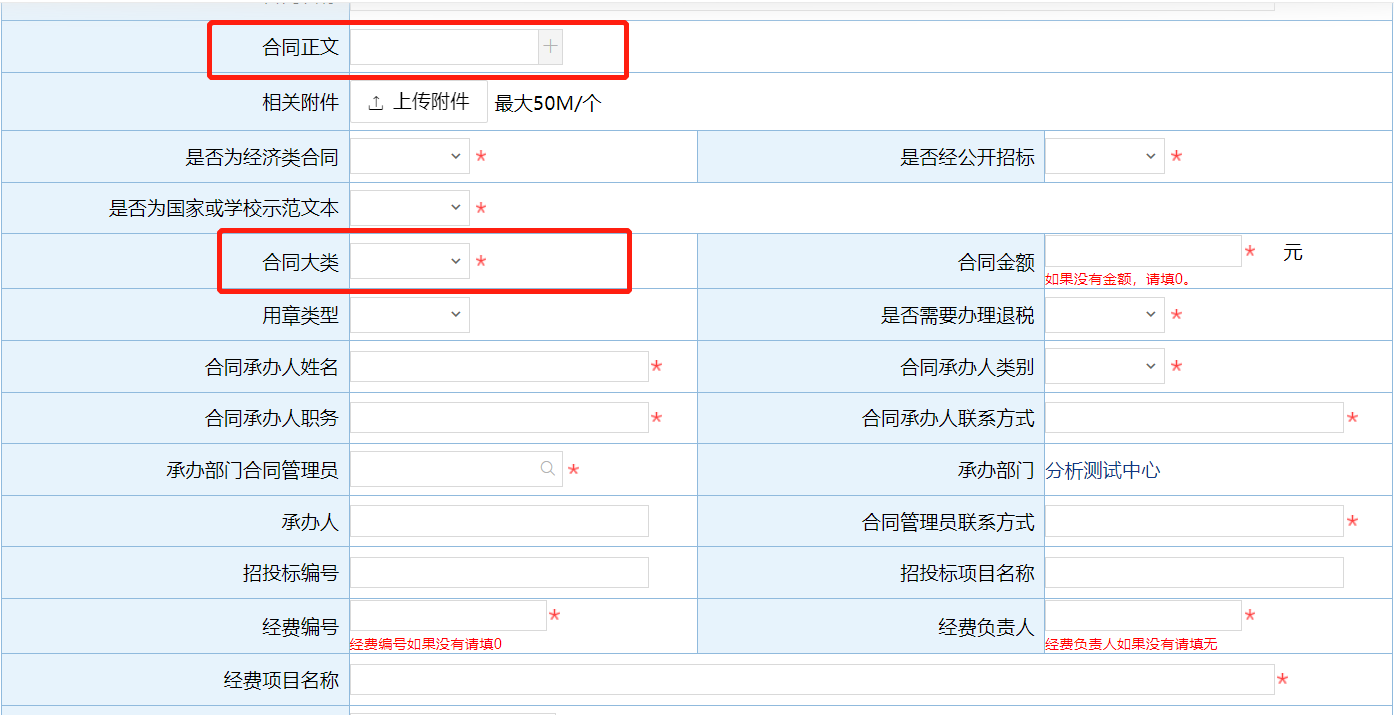 合同正文
相关附件 上传附件 最大50M/个
是否为经济类合同 * 是否经公开招标 *
是否为国家或学校示范文本 *
合同大类 * 合同金额 * 元
如果没有金额，请填0。
用章类型 是否需要办理退税 *
合同承办人姓名 * 合同承办人类别 *
合同承办人职务 * 合同承办人联系方式 *
承办部门合同管理员 * 承办部门 分析测试中心
承办人 合同管理员联系方式 *
招投标编号 招投标项目名称
经费编号 * 经费负责人 *
经费编号如果没有请填0 经费负责人如果没有请填无
经费项目名称 *